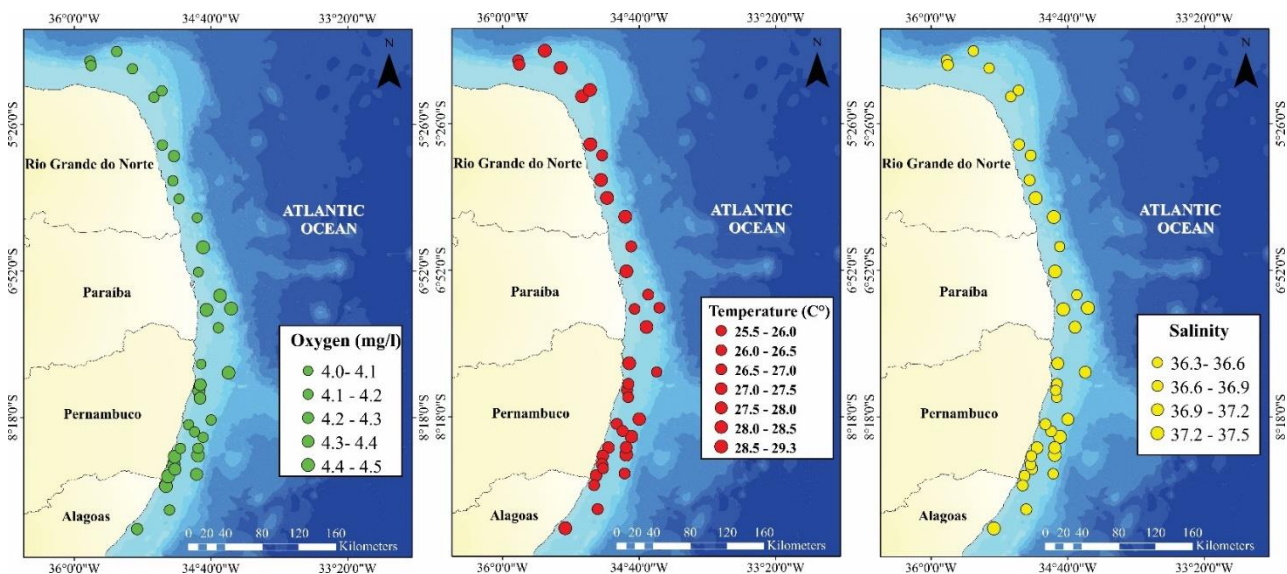 36°0'0"W 34°40'0"W 33°20'0"W
36°0'0"W 34°40'0"W 33°20'0"W
36°0'0"W 34°40'0"W 33°20'0"W
N
Rio Grande do Norte
ATLANTIC
OCEAN
Paraíba
Pernambuco
Alagoas
Oxygen (mg/l)
4.0- 4.1
4.1 - 4.2
4.2 - 4.3
4.3- 4.4
4.4 - 4.5
0 20 40 80 120 160
Kilometers
5°26'0"S
6°52'0"S
8°18'0"S
N
Rio Grande do Norte
ATLANTIC
OCEAN
Paraíba
Pernambuco
Alagoas
Temperature (C°)
25.5 - 26.0
26.0 - 26.5
26.5 - 27.0
27.0 - 27.5
27.5 - 28.0
28.0 - 28.5
28.5 - 29.3
0 20 40 80 120 160
Kilometers
5°26'0"S
6°52'0"S
8°18'0"S
N
Rio Grande do Norte
ATLANTIC
OCEAN
Paraíba
Pernambuco
Alagoas
Salinity
36.3- 36.6
36.6 - 36.9
36.9 - 37.2
37.2 - 37.5
0 20 40 80 120 160
Kilometers
5°26'0"S
6°52'0"S
8°18'0"S
36°0'0"W 34°40'0"W 33°20'0"W
36°0'0"W 34°40'0"W 33°20'0"W
36°0'0"W 34°40'0"W 33°20'0"W